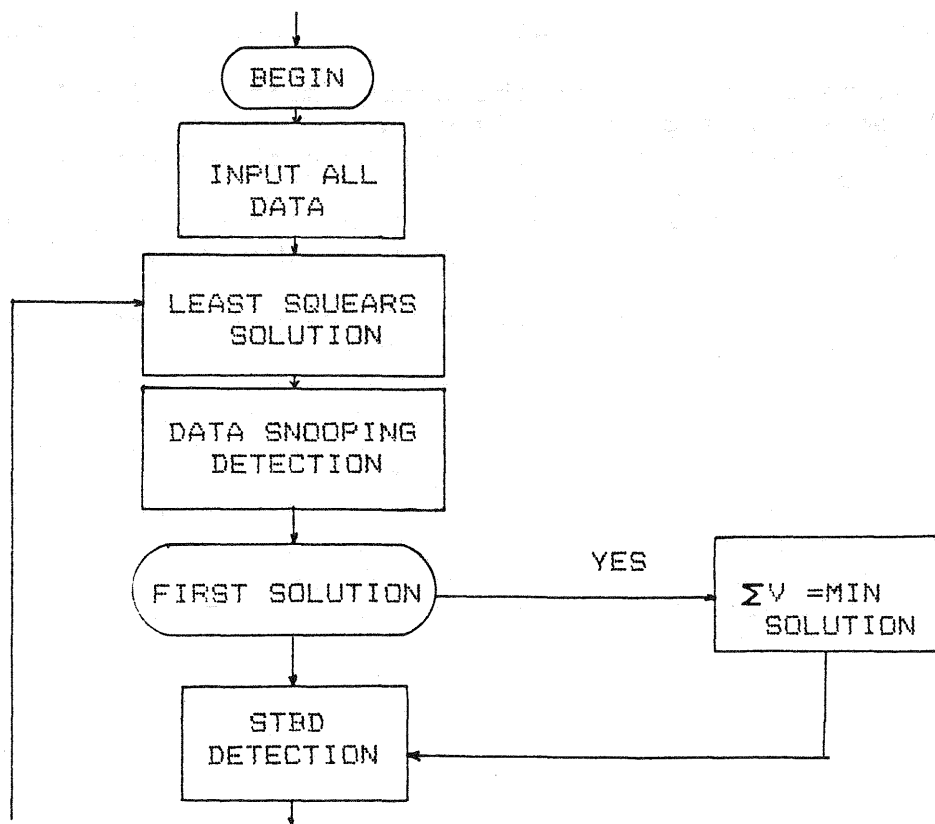 BEGIN
INPUT ALL
DATA
LEAST SQUEARS
SOLUTION
DATA SNOOPING
DETECTION
FIRST SOLUTION
YES
ΣV =MIN
SOLUTION
STBD
DETECTION